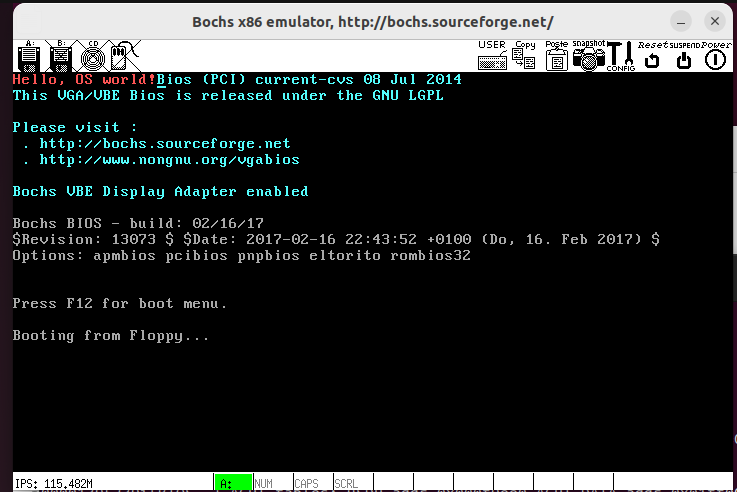 Bochs x86 emulator, http://bochs.sourceforge.net/
A: B: CD USER Copy Paste snapshot CONFIG Reset SUSPEND Power
Hello, OS world!Bios (PCI) current-cvs 08 Jul 2014
This VGA/VBE Bios is released under the GNU LGPL
Please visit :
. http://bochs.sourceforge.net
. http://www.nongnu.org/vgabios
Bochs VBE Display Adapter enabled
Bochs BIOS - build: 02/16/17
$Revision: 13073 $ $Date: 2017-02-16 22:43:52 +0100 (Do, 16. Feb 2017) $
Options: apmbios pcibios pnpbios eltorito rombios32
Press F12 for boot menu.
Booting from Floppy...
IPS: 115.482M A: NUM CAPS SCRL